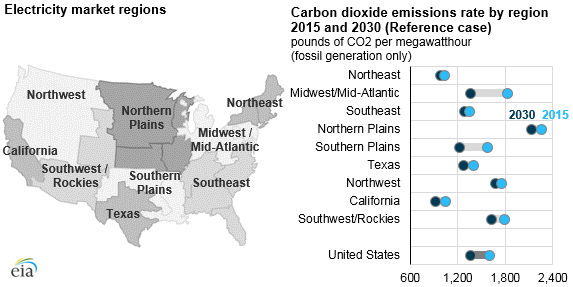 Electricity market regions
Northwest
Northern
Plains
Northeast
California
Midwest /
Mid-Atlantic
Southwest /
Rockies
Southern
Plains
Southeast
Texas
eia
Carbon dioxide emissions rate by region
2015 and 2030 (Reference case)
pounds of CO2 per megawatthour
(fossil generation only)
Northeast
Midwest/Mid-Atlantic
Southeast
2030 2015
Northern Plains
Southern Plains
Texas
Northwest
California
Southwest/Rockies
United States
600 1,200 1,800 2,400